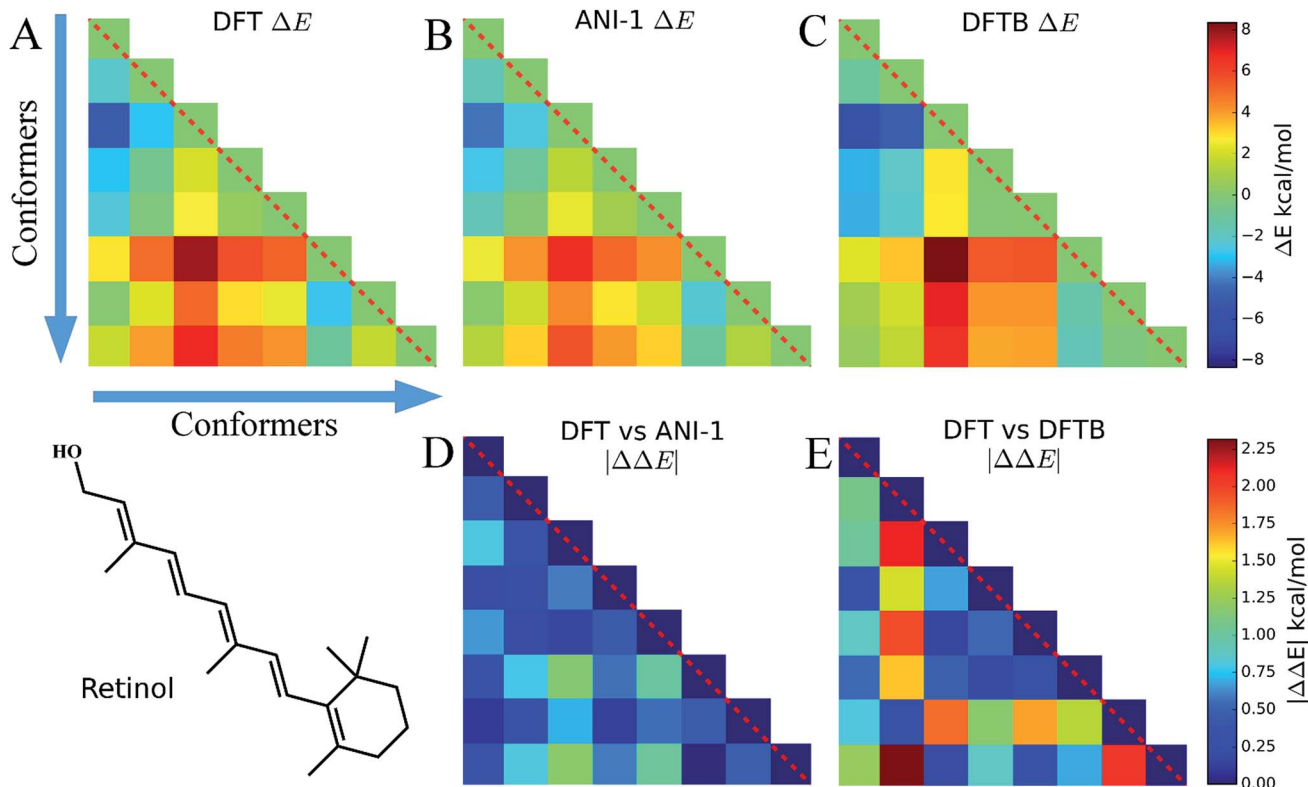 A
DFT ΔE
B
ANI-1 ΔE
C
DFTB ΔE
Conformers
8
6
4
2
0
−2
−4
−6
−8
ΔE kcal/mol
Conformers
HO
Retinol
D
DFT vs ANI-1
|ΔΔE|
E
DFT vs DFTB
|ΔΔE|
2.25
2.00
1.75
1.50
1.25
1.00
0.75
0.50
0.25
0.00
|ΔΔE| kcal/mol